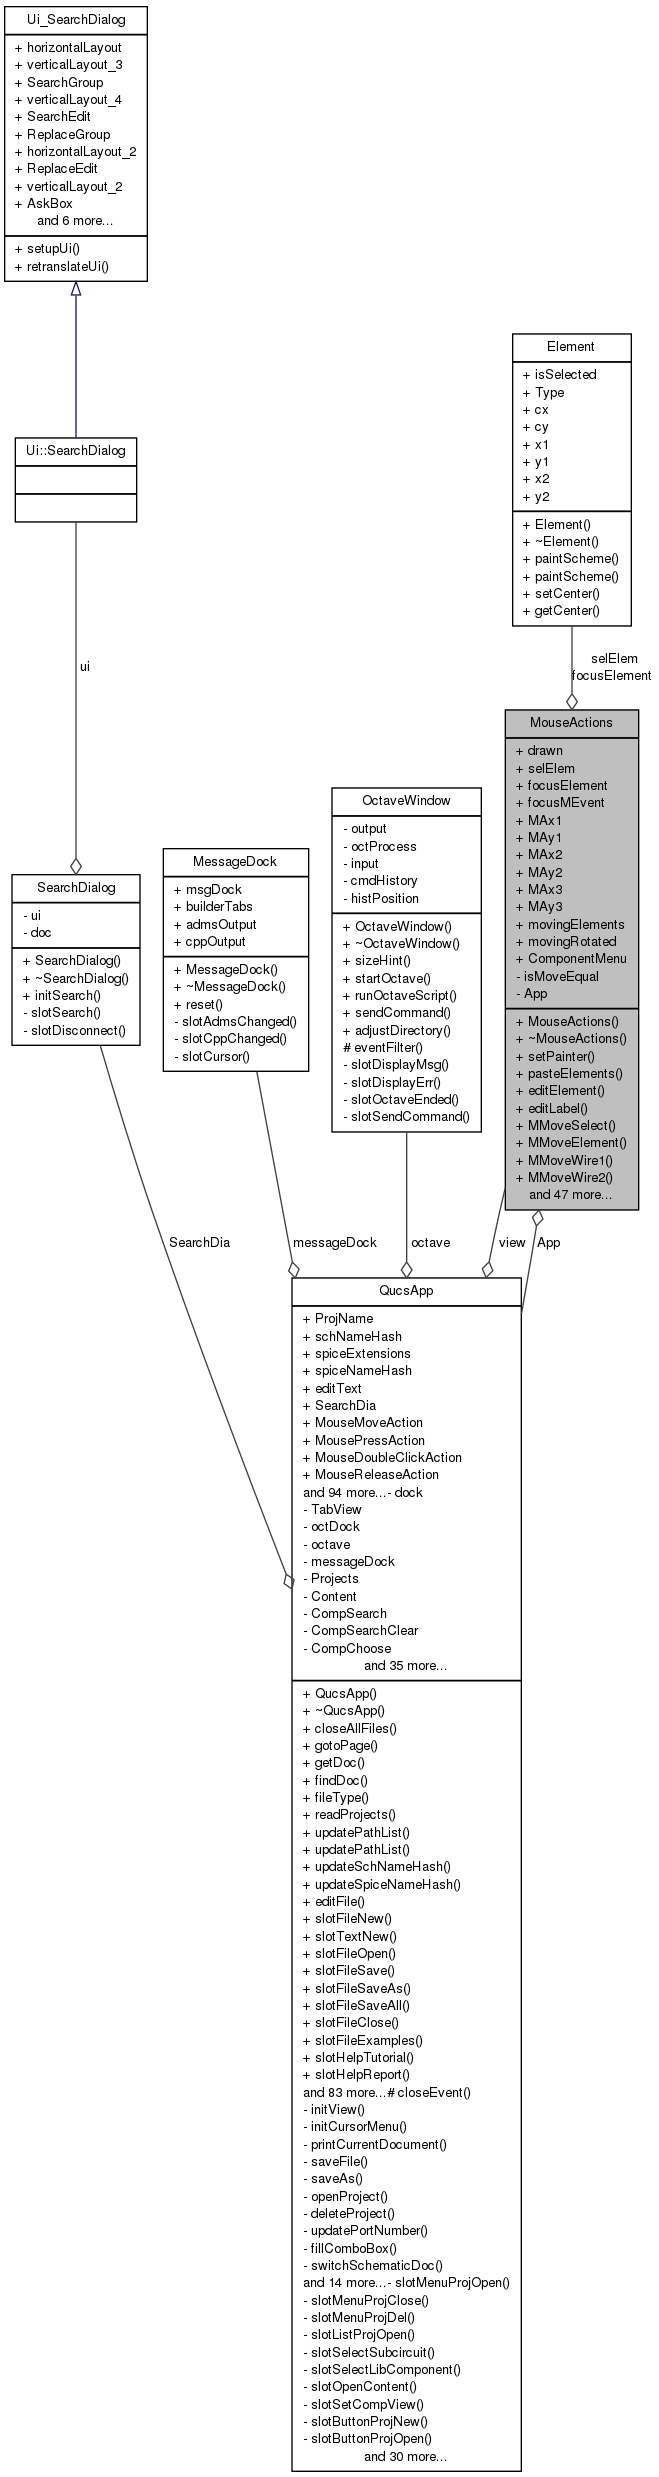 Ui_SearchDialog
+ horizontalLayout
+ verticalLayout_3
+ SearchGroup
+ verticalLayout_4
+ SearchEdit
+ ReplaceGroup
+ horizontalLayout_2
+ ReplaceEdit
+ verticalLayout_2
+ AskBox
and 6 more...
+ setupUi()
+ retranslateUi()
Ui::SearchDialog
ui
Element
+ isSelected
+ Type
+ cx
+ cy
+ x1
+ y1
+ x2
+ y2
+ Element()
+ ~Element()
+ paintScheme()
+ paintScheme()
+ setCenter()
+ getCenter()
selElem
focusElement
MouseActions
+ drawn
+ selElem
+ focusElement
+ focusMEvent
+ MAx1
+ MAy1
+ MAx2
+ MAy2
+ MAx3
+ MAy3
+ movingElements
+ movingRotated
+ ComponentMenu
- isMoveEqual
- App
+ MouseActions()
+ ~MouseActions()
+ setPainter()
+ pasteElements()
+ editElement()
+ editLabel()
+ MMoveSelect()
+ MMoveElement()
+ MMoveWire1()
+ MMoveWire2()
and 47 more...
OctaveWindow
- output
- octProcess
- input
- cmdHistory
- histPosition
+ OctaveWindow()
+ ~OctaveWindow()
+ sizeHint()
+ startOctave()
+ runOctaveScript()
+ sendCommand()
+ adjustDirectory()
# eventFilter()
- slotDisplayMsg()
- slotDisplayErr()
- slotOctaveEnded()
- slotSendCommand()
MessageDock
+ msgDock
+ builderTabs
+ admsOutput
+ cppOutput
+ MessageDock()
+ ~MessageDock()
+ reset()
- slotAdmsChanged()
- slotCppChanged()
- slotCursor()
SearchDialog
- ui
- doc
+ SearchDialog()
+ ~SearchDialog()
+ initSearch()
- slotSearch()
- slotDisconnect()
SearchDia
messageDock
octave
view
App
QucsApp
+ ProjName
+ schNameHash
+ spiceExtensions
+ spiceNameHash
+ editText
+ SearchDia
+ MouseMoveAction
+ MousePressAction
+ MouseDoubleClickAction
+ MouseReleaseAction
and 94 more...- dock
- TabView
- octDock
- octave
- messageDock
- Projects
- Content
- CompSearch
- CompSearchClear
- CompChoose
and 35 more...
+ QucsApp()
+ ~QucsApp()
+ closeAllFiles()
+ gotoPage()
+ getDoc()
+ findDoc()
+ fileType()
+ readProjects()
+ updatePathList()
+ updatePathList()
+ updateSchNameHash()
+ updateSpiceNameHash()
+ editFile()
+ slotFileNew()
+ slotTextNew()
+ slotFileOpen()
+ slotFileSave()
+ slotFileSaveAs()
+ slotFileSaveAll()
+ slotFileClose()
+ slotFileExamples()
+ slotHelpTutorial()
+ slotHelpReport()
and 83 more...# closeEvent()
- initView()
- initCursorMenu()
- printCurrentDocument()
- saveFile()
- saveAs()
- openProject()
- deleteProject()
- updatePortNumber()
- fillComboBox()
- switchSchematicDoc()
and 14 more...- slotMenuProjOpen()
- slotMenuProjClose()
- slotMenuProjDel()
- slotListProjOpen()
- slotSelectSubcircuit()
- slotSelectLibComponent()
- slotOpenContent()
- slotSetCompView()
- slotButtonProjNew()
- slotButtonProjOpen()
and 30 more...